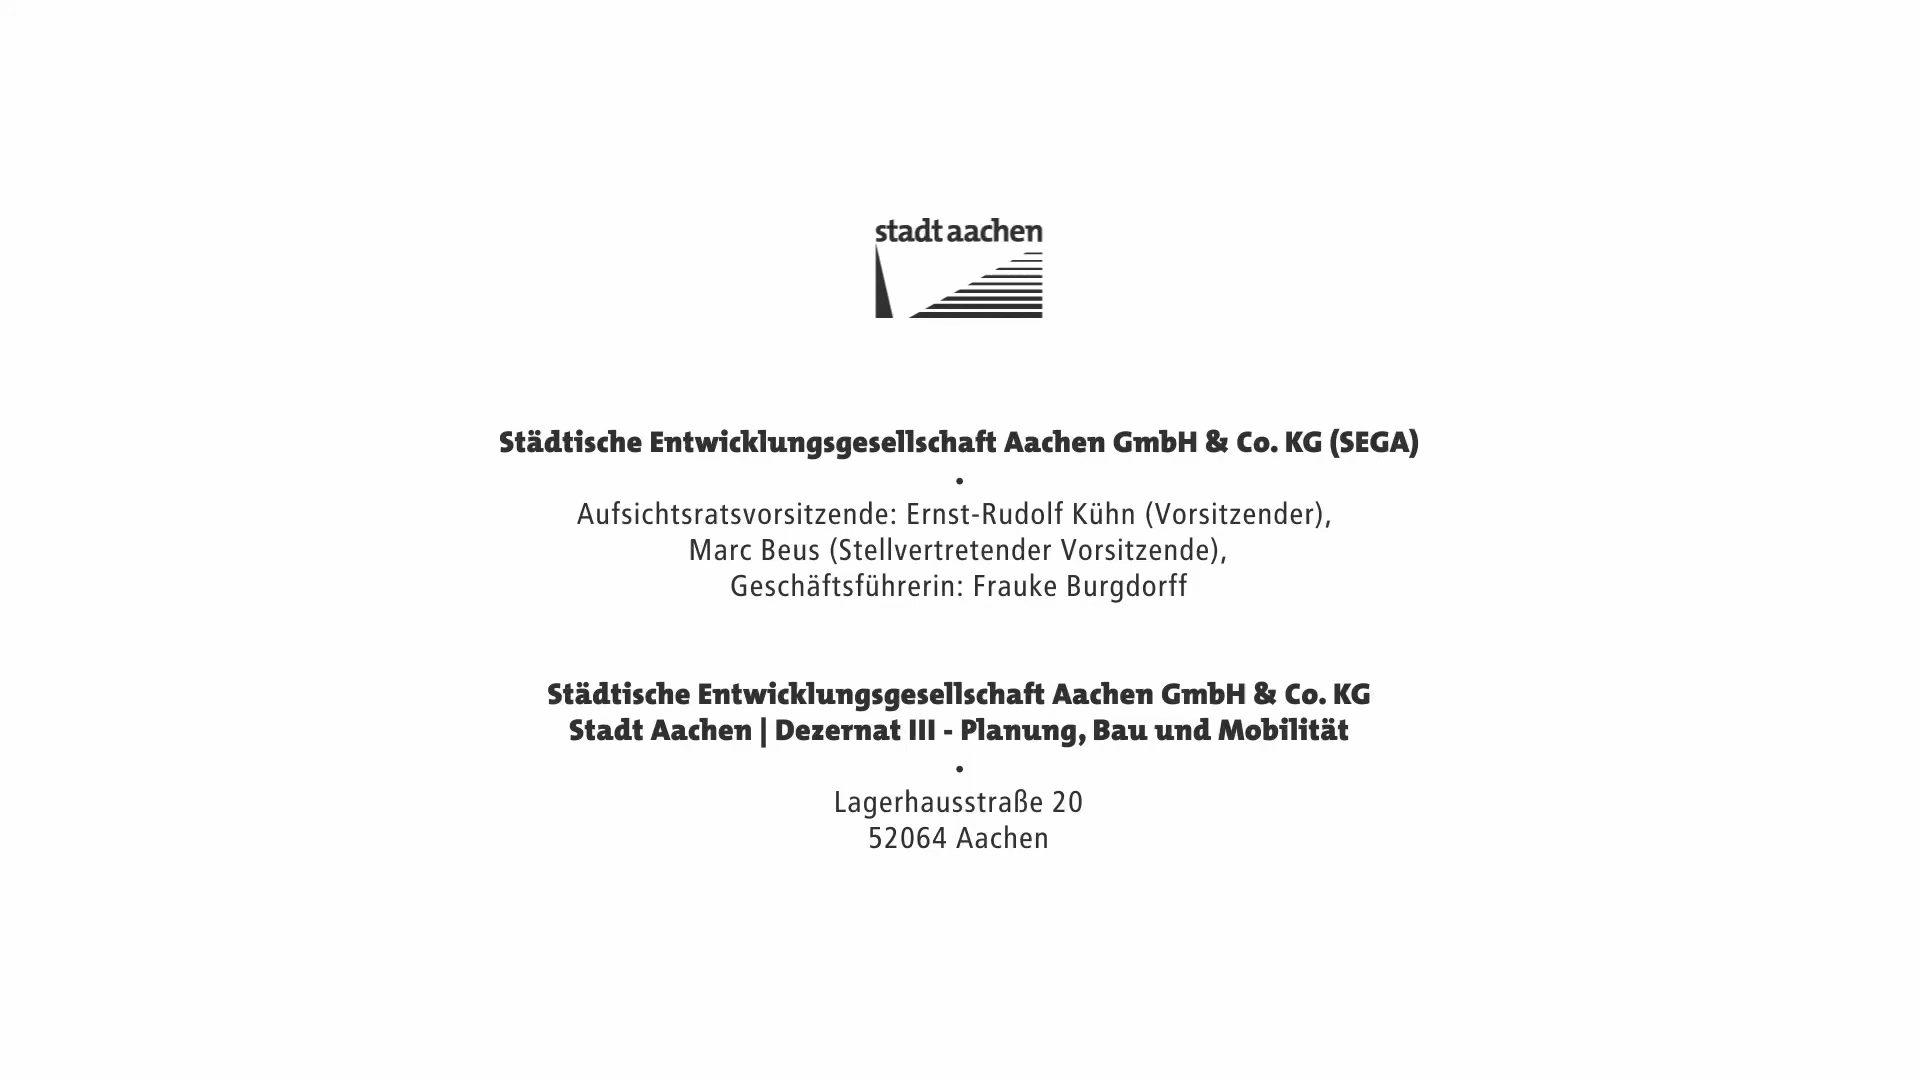 stadt aachen
Städtische Entwicklungsgesellschaft Aachen GmbH & Co. KG (SEGA)
•
Aufsichtsratsvorsitzende: Ernst-Rudolf Kühn (Vorsitzender),
Marc Beus (Stellvertretender Vorsitzende),
Geschäftsführerin: Frauke Burgdorff
Städtische Entwicklungsgesellschaft Aachen GmbH & Co. KG
Stadt Aachen | Dezernat III - Planung, Bau und Mobilität
•
Lagerhausstraße 20
52064 Aachen